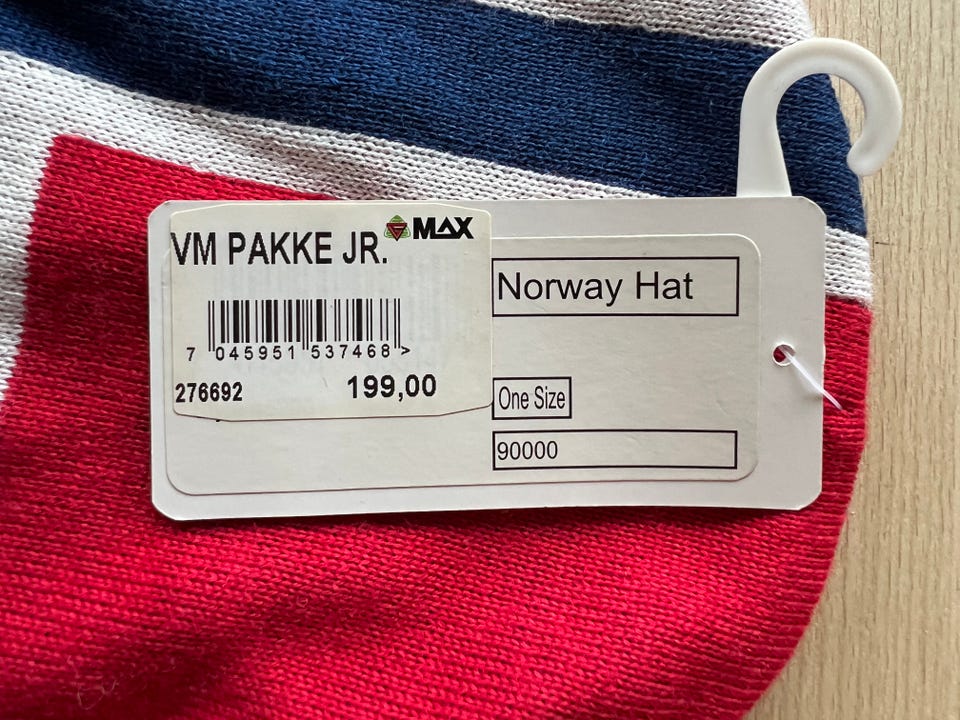 VM PAKKE JR. MAX
7 045951 537468 >
276692 199,00
Norway Hat
One Size
90000